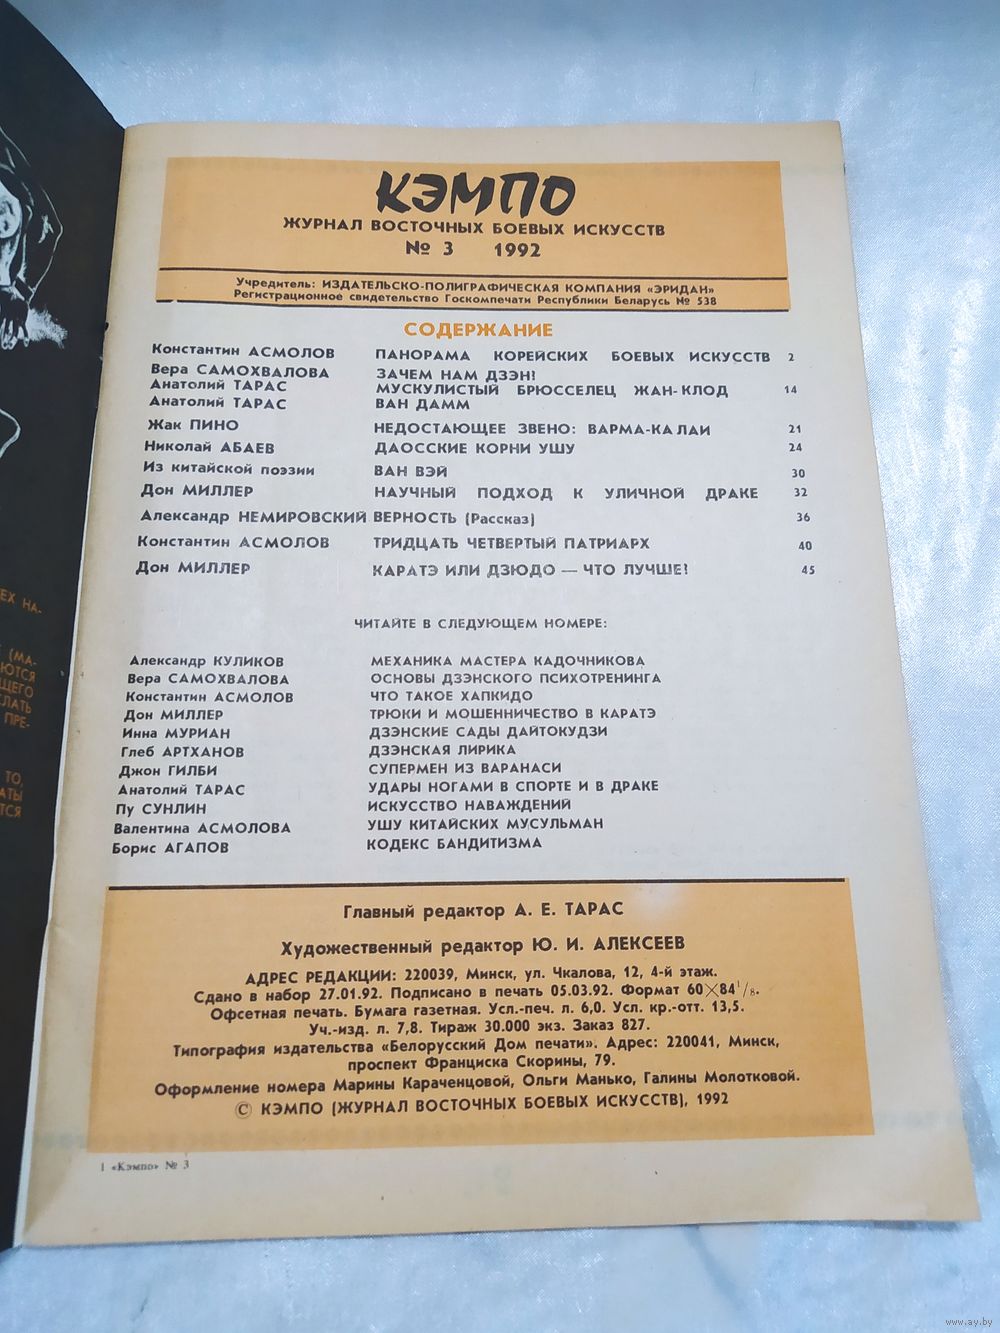 КЭМПО
ЖУРНАЛ ВОСТОЧНЫХ БОЕВЫХ ИСКУССТВ
№ 3 1992
Учредитель: ИЗДАТЕЛЬСКО-ПОЛИГРАФИЧЕСКАЯ КОМПАНИЯ «ЭРИДАН»
Регистрационное свидетельство Госкомпечати Республики Беларусь № 538
СОДЕРЖАНИЕ
Константин АСМОЛОВ ПАНОРАМА КОРЕЙСКИХ БОЕВЫХ ИСКУССТВ 2
Вера САМОХВАЛОВА ЗАЧЕМ НАМ ДЗЭН?
Анатолий ТАРАС МУСКУЛИСТЫЙ БРЮССЕЛЕЦ ЖАН-КЛОД 14
Анатолий ТАРАС ВАН ДАММ
Жак ПИНО НЕДОСТАЮЩЕЕ ЗВЕНО: ВАРМА-КАЛАИ 21
Николай АБАЕВ ДАОССКИЕ КОРНИ УШУ 24
Из китайской поэзии ВАН ВЭЙ 30
Дон МИЛЛЕР НАУЧНЫЙ ПОДХОД К УЛИЧНОЙ ДРАКЕ 32
Александр НЕМИРОВСКИЙ ВЕРНОСТЬ (Рассказ) 36
Константин АСМОЛОВ ТРИДЦАТЬ ЧЕТВЕРТЫЙ ПАТРИАРХ 40
Дон МИЛЛЕР КАРАТЭ ИЛИ ДЗЮДО — ЧТО ЛУЧШЕ? 45
ЧИТАЙТЕ В СЛЕДУЮЩЕМ НОМЕРЕ:
Александр КУЛИКОВ МЕХАНИКА МАСТЕРА КАДОЧНИКОВА
Вера САМОХВАЛОВА ОСНОВЫ ДЗЭНСКОГО ПСИХОТРЕНИНГА
Константин АСМОЛОВ ЧТО ТАКОЕ ХАПКИДО
Дон МИЛЛЕР ТРЮКИ И МОШЕННИЧЕСТВО В КАРАТЭ
Инна МУРИАН ДЗЭНСКИЕ САДЫ ДАЙТОКУДЗИ
Глеб АРТХАНОВ ДЗЭНСКАЯ ЛИРИКА
Джон ГИЛБИ СУПЕРМЕН ИЗ ВАРАНАСИ
Анатолий ТАРАС УДАРЫ НОГАМИ В СПОРТЕ И В ДРАКЕ
Пу СУНЛИН ИСКУССТВО НАВАЖДЕНИЙ
Валентина АСМОЛОВА УШУ КИТАЙСКИХ МУСУЛЬМАН
Борис АГАПОВ КОДЕКС БАНДИТИЗМА
Главный редактор А. Е. ТАРАС
Художественный редактор Ю. И. АЛЕКСЕЕВ
АДРЕС РЕДАКЦИИ: 220039, Минск, ул. Чкалова, 12, 4-й этаж.
Сдано в набор 27.01.92. Подписано в печать 05.03.92. Формат 60×84 1/8.
Офсетная печать. Бумага газетная. Усл.-печ. л. 6,0. Усл. кр.-отт. 13,5.
Уч.-изд. л. 7,8. Тираж 30.000 экз. Заказ 827.
Типография издательства «Белорусский Дом печати». Адрес: 220041, Минск,
проспект Франциска Скорины, 79.
Оформление номера Марины Караченцовой, Ольги Манько, Галины Молотковой.
© КЭМПО (ЖУРНАЛ ВОСТОЧНЫХ БОЕВЫХ ИСКУССТВ), 1992
1 «Кэмпо» № 3
www.ay.by